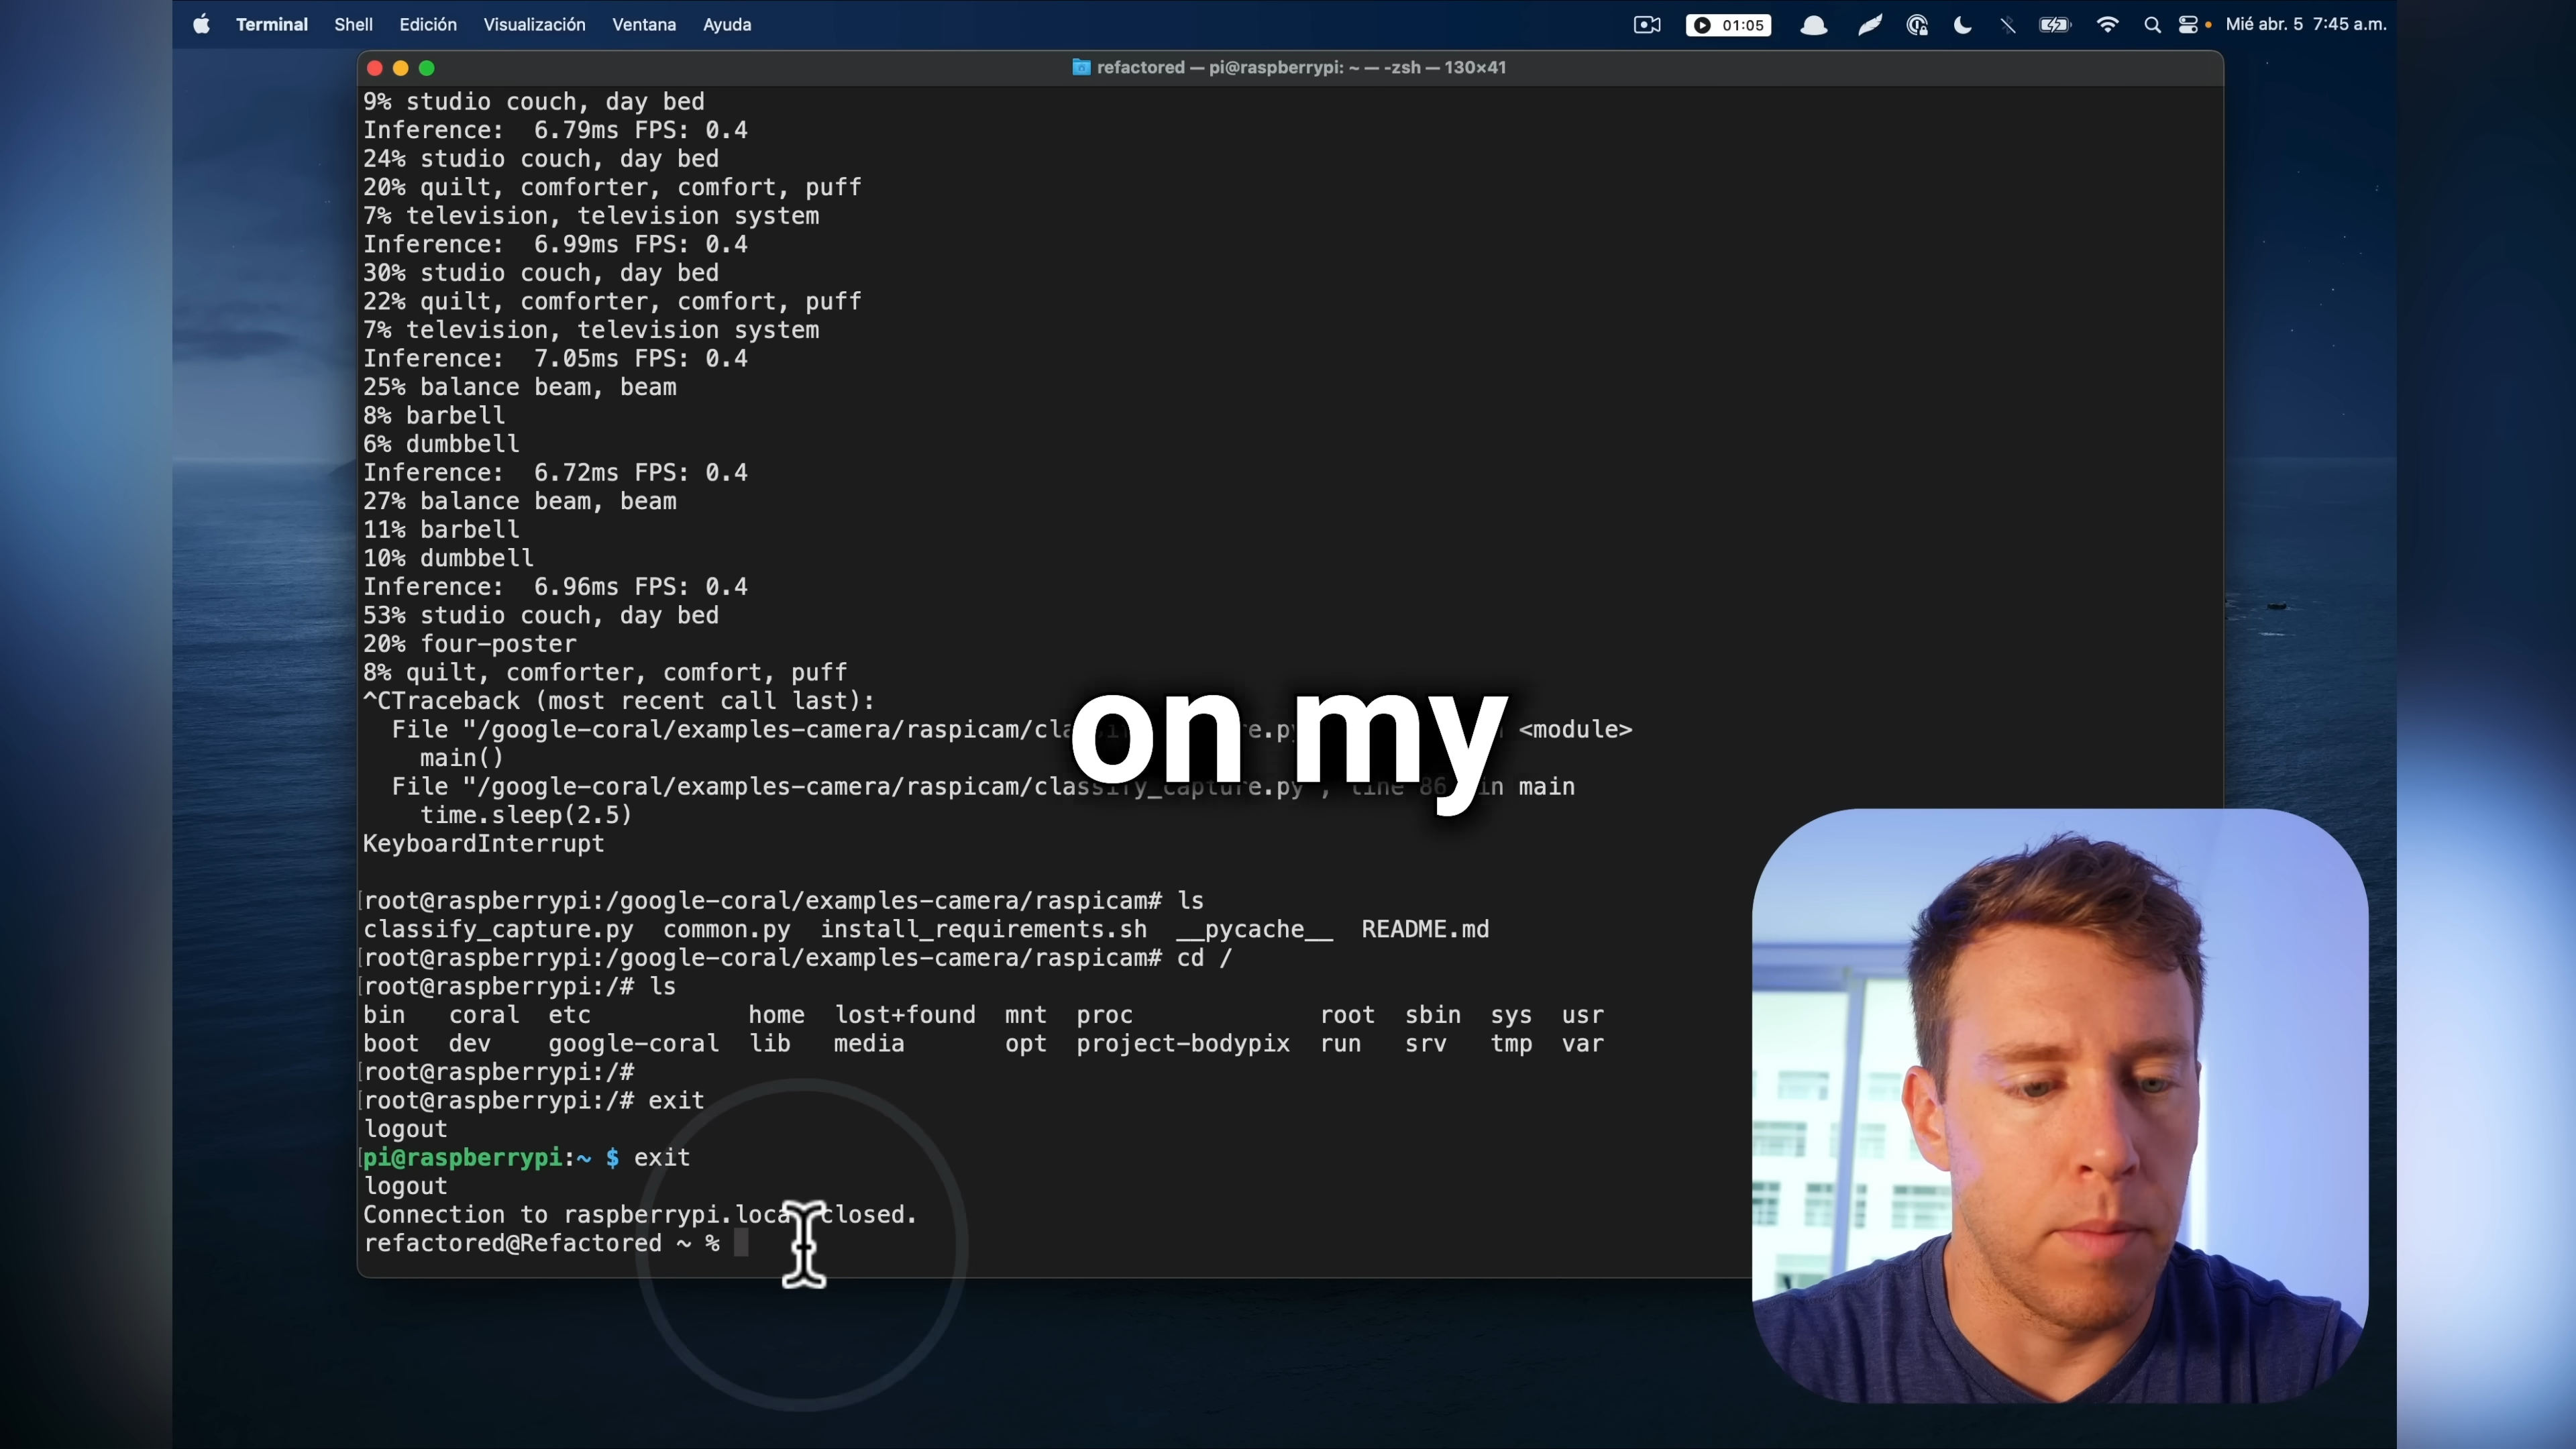 Terminal Shell Edición Visualización Ventana Ayuda 01:05 Mié abr. 5 7:45 a.m.
refactored — pi@raspberrypi: ~ — -zsh — 130×41
9% studio couch, day bed
Inference:  6.79ms FPS: 0.4
24% studio couch, day bed
20% quilt, comforter, comfort, puff
7% television, television system
Inference:  6.99ms FPS: 0.4
30% studio couch, day bed
22% quilt, comforter, comfort, puff
7% television, television system
Inference:  7.05ms FPS: 0.4
25% balance beam, beam
8% barbell
6% dumbbell
Inference:  6.72ms FPS: 0.4
27% balance beam, beam
11% barbell
10% dumbbell
Inference:  6.96ms FPS: 0.4
53% studio couch, day bed
20% four-poster
8% quilt, comforter, comfort, puff
^CTraceback (most recent call last):
File "/google-coral/examples-camera/raspicam/ <module>
on my
main()
File "/google-coral/examples-camera/raspicam/classify_capture.py", line 86 in main
time.sleep(2.5)
KeyboardInterrupt
[root@raspberrypi:/google-coral/examples-camera/raspicam# ls
classify_capture.py  common.py  install_requirements.sh  __pycache__  README.md
[root@raspberrypi:/google-coral/examples-camera/raspicam# cd /
[root@raspberrypi:/# ls
bin   coral  etc           home  lost+found  mnt  proc             root  sbin  sys  usr
boot  dev    google-coral  lib   media       opt  project-bodypix  run   srv   tmp  var
[root@raspberrypi:/#
[root@raspberrypi:/# exit
logout
[pi@raspberrypi:~ $ exit
logout
Connection to raspberrypi.loca closed.
refactored@Refactored ~ %